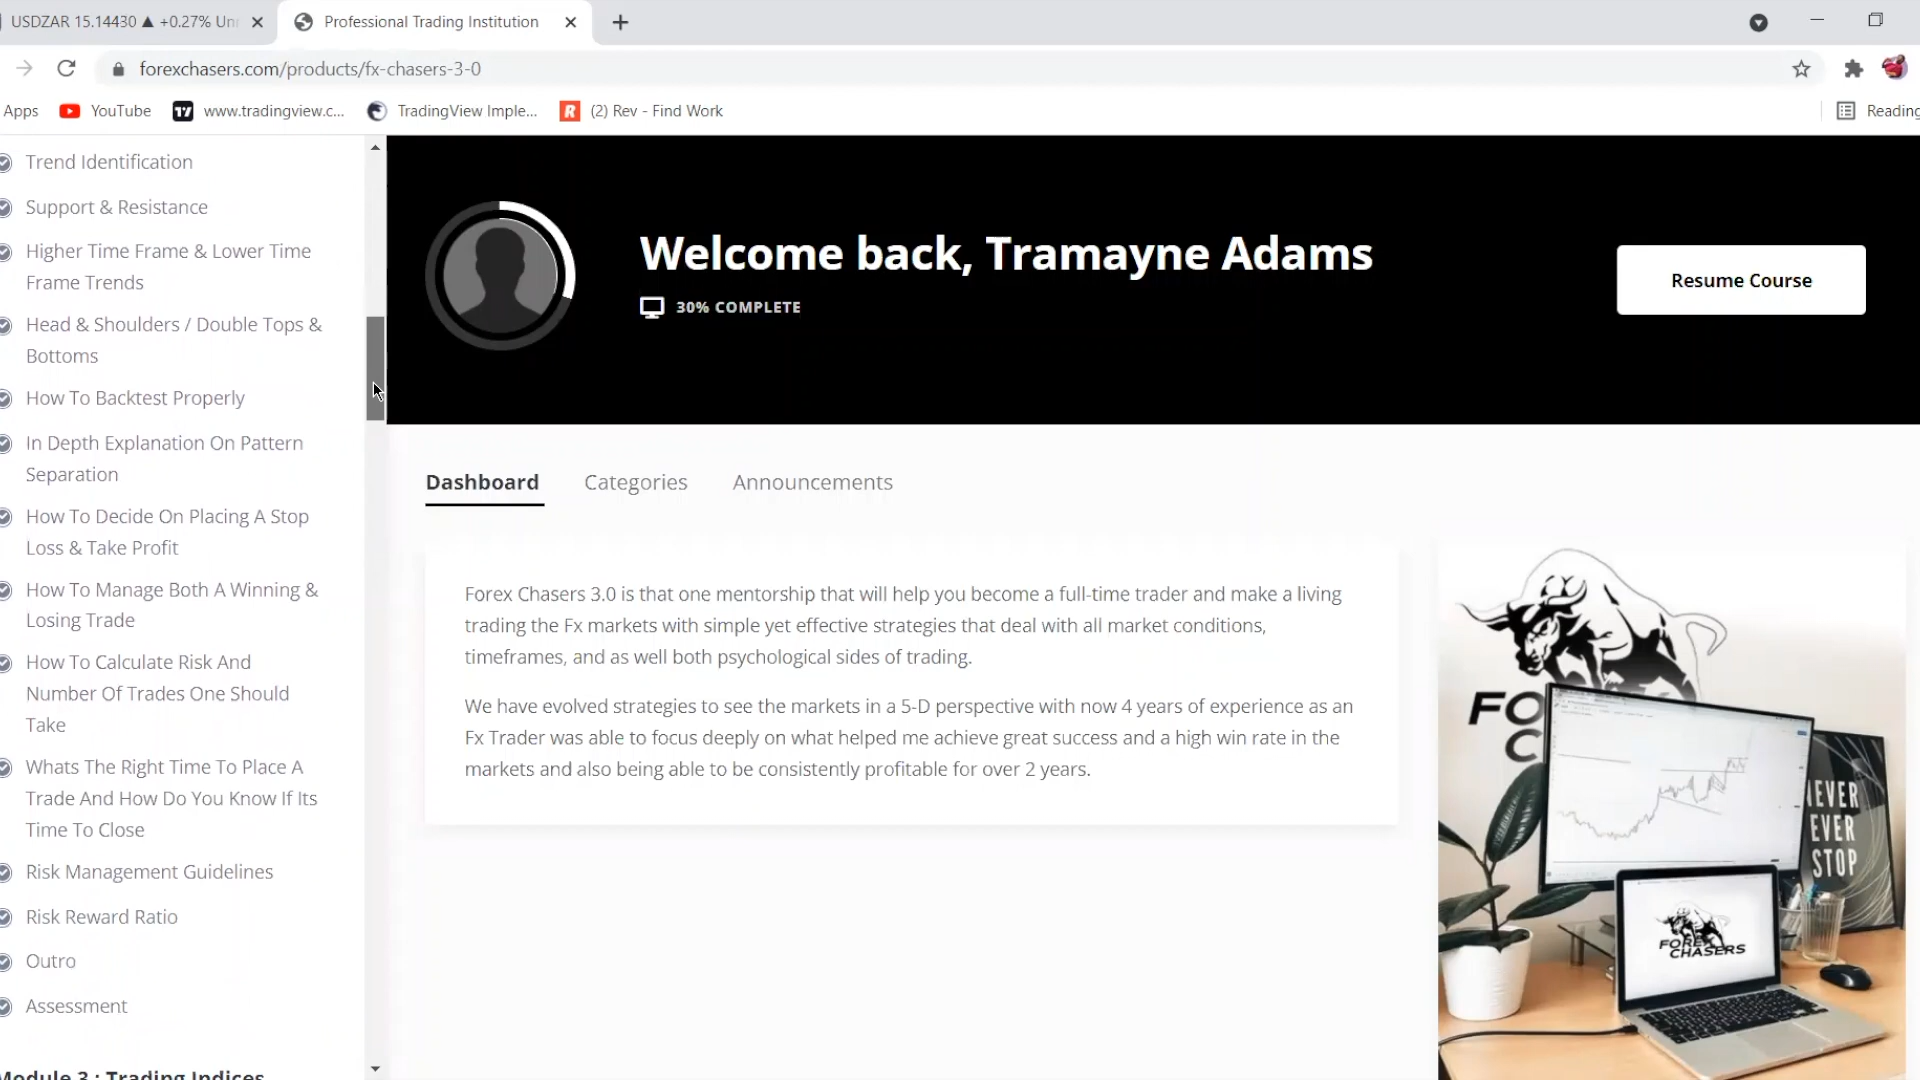 USDZAR 15.14430 ▲ +0.27% Un
Professional Trading Institution
forexchasers.com/products/fx-chasers-3-0
Apps
YouTube
www.tradingview.c...
TradingView Imple...
(2) Rev - Find Work
Reading
Trend Identification
Support & Resistance
Higher Time Frame & Lower Time
Frame Trends
Head & Shoulders / Double Tops &
Bottoms
How To Backtest Properly
In Depth Explanation On Pattern
Separation
How To Decide On Placing A Stop
Loss & Take Profit
How To Manage Both A Winning &
Losing Trade
How To Calculate Risk And
Number Of Trades One Should
Take
Whats The Right Time To Place A
Trade And How Do You Know If Its
Time To Close
Risk Management Guidelines
Risk Reward Ratio
Outro
Assessment
Module 3 : Trading Indices
Welcome back, Tramayne Adams
30% COMPLETE
Resume Course
Dashboard
Categories
Announcements
Forex Chasers 3.0 is that one mentorship that will help you become a full-time trader and make a living
trading the Fx markets with simple yet effective strategies that deal with all market conditions,
timeframes, and as well both psychological sides of trading.
We have evolved strategies to see the markets in a 5-D perspective with now 4 years of experience as an
Fx Trader was able to focus deeply on what helped me achieve great success and a high win rate in the
markets and also being able to be consistently profitable for over 2 years.
FO
C
NEVER
EVER
STOP
FOREX
CHASERS